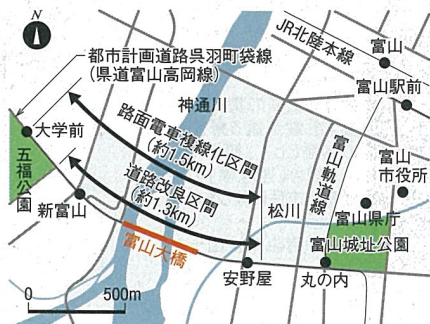 N
JR北陸本線
富山
都市計画道路呉羽町袋線
(県道富山高岡線)
富山駅前
神通川
大学前
路面電車複線化区間
(約1.5km)
富山軌道線
富山
市役所
五福公園
道路改良区間
(約1.3km)
松川
新富山
富山県庁
富山大橋
富山城址公園
安野屋
丸の内
0 500m